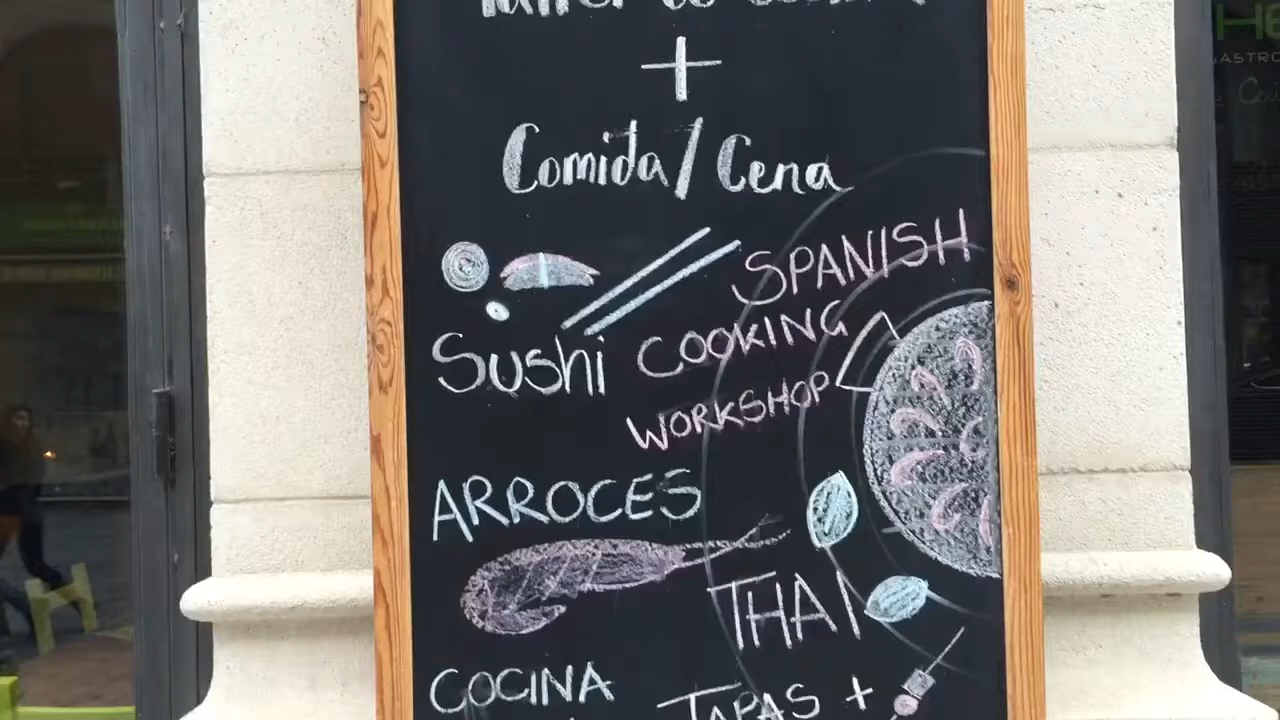 +
Comida / Cena
SPANISH
COOKING
WORKSHOP
Sushi
ARROCES
THAI
COCINA
TAPAS +